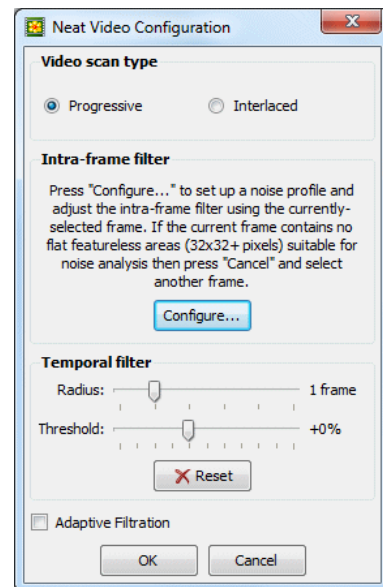 Neat Video Configuration
Video scan type
Progressive Interlaced
Intra-frame filter
Press "Configure..." to set up a noise profile and
adjust the intra-frame filter using the currently-
selected frame. If the current frame contains no
flat featureless areas (32x32+ pixels) suitable for
noise analysis then press "Cancel" and select
another frame.
Configure...
Temporal filter
Radius: 1 frame
Threshold: +0%
Reset
Adaptive Filtration
OK Cancel